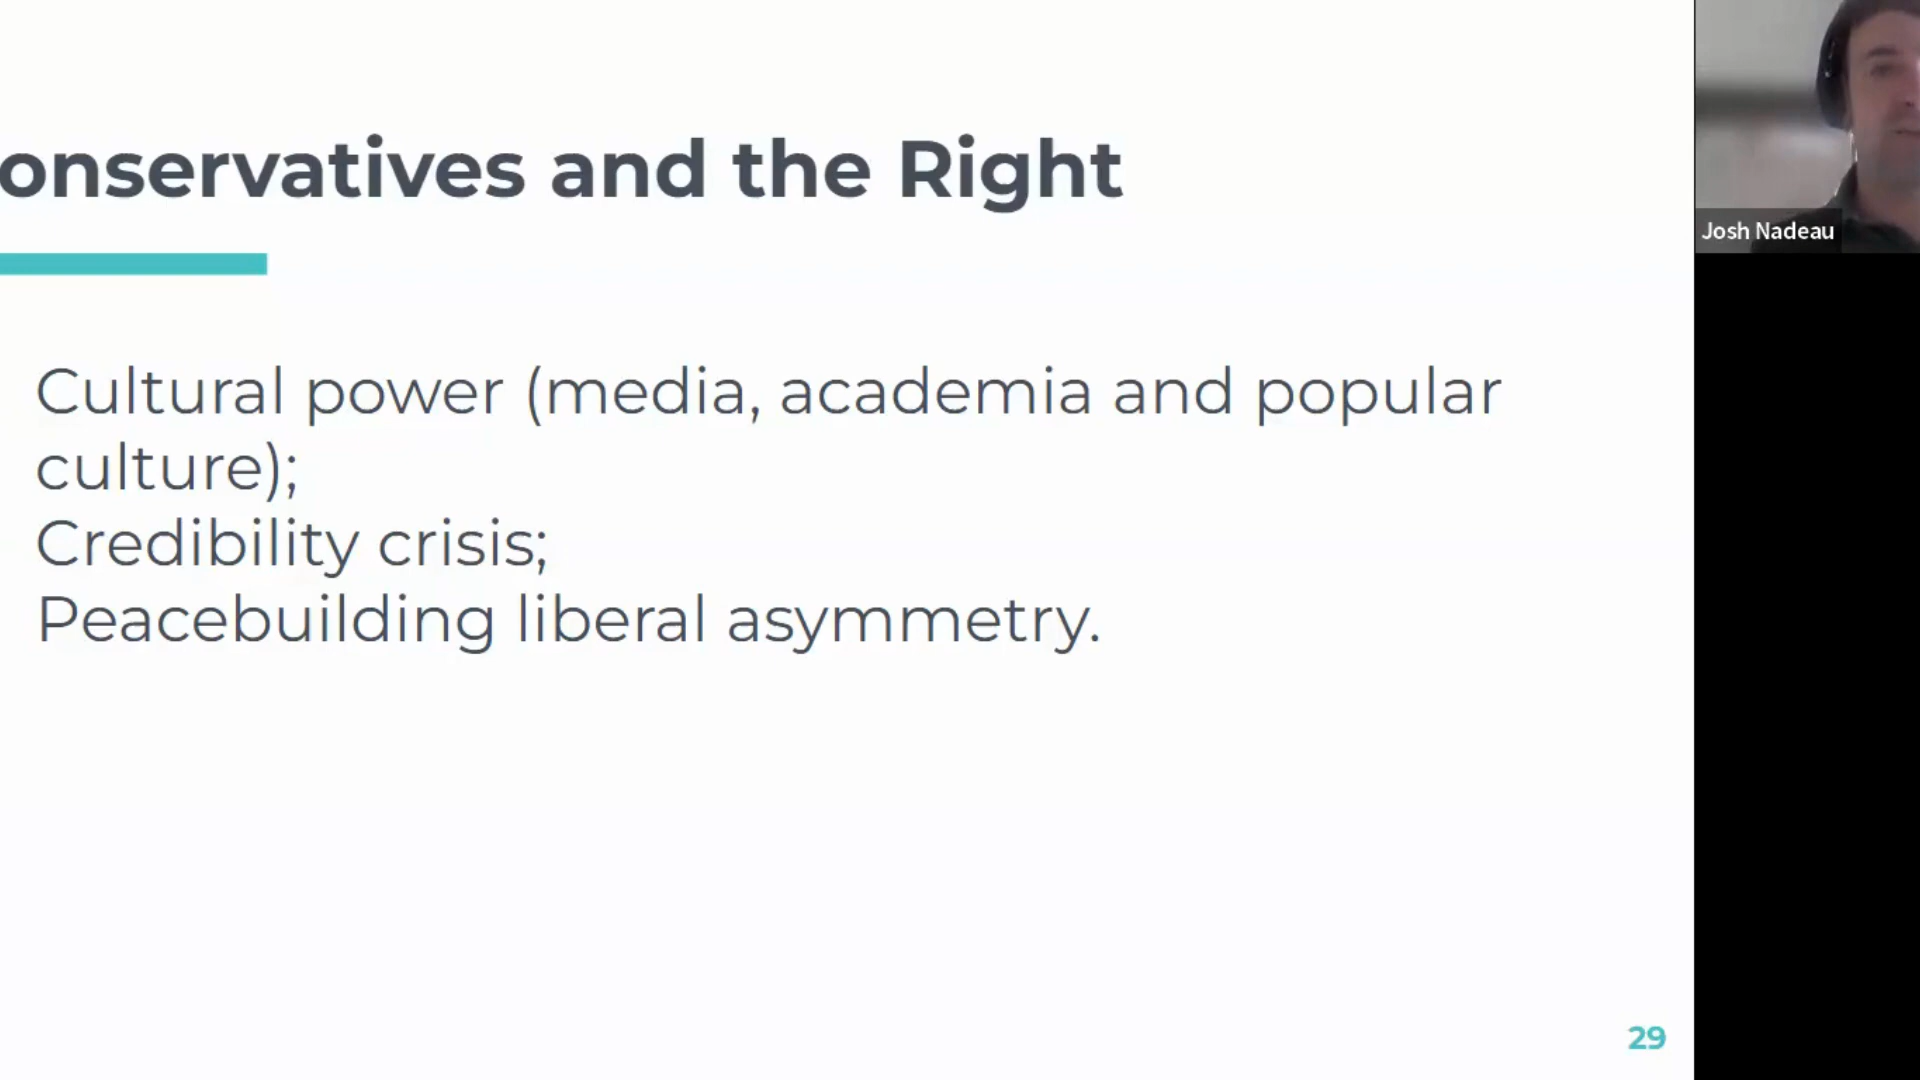 onservatives and the Right
Cultural power (media, academia and popular
culture);
Credibility crisis;
Peacebuilding liberal asymmetry.
29
Josh Nadeau